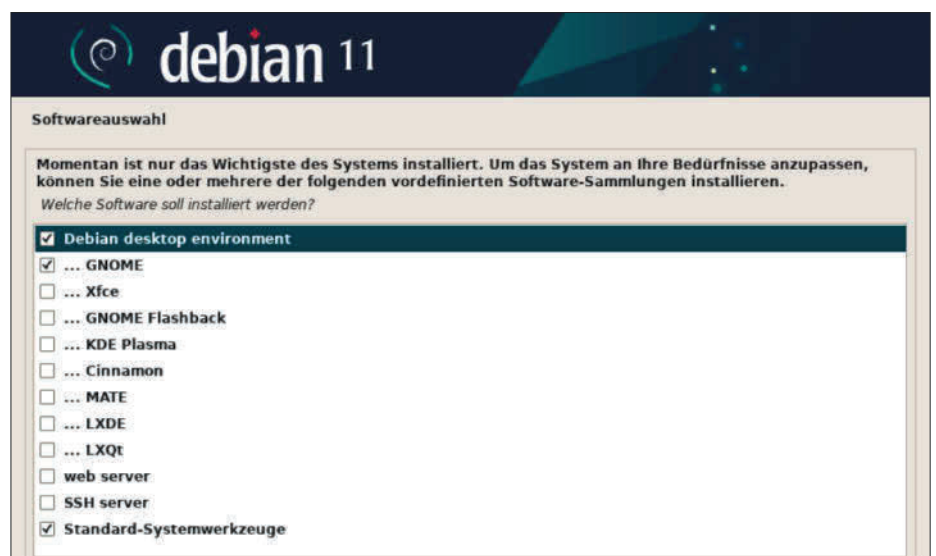 debian 11
Softwareauswahl
Momentan ist nur das Wichtigste des Systems installiert. Um das System an Ihre Bedürfnisse anzupassen,
können Sie eine oder mehrere der folgenden vordefinierten Software-Sammlungen installieren.
Welche Software soll installiert werden?
Debian desktop environment
... GNOME
... Xfce
... GNOME Flashback
... KDE Plasma
... Cinnamon
... MATE
... LXDE
... LXQt
web server
SSH server
Standard-Systemwerkzeuge